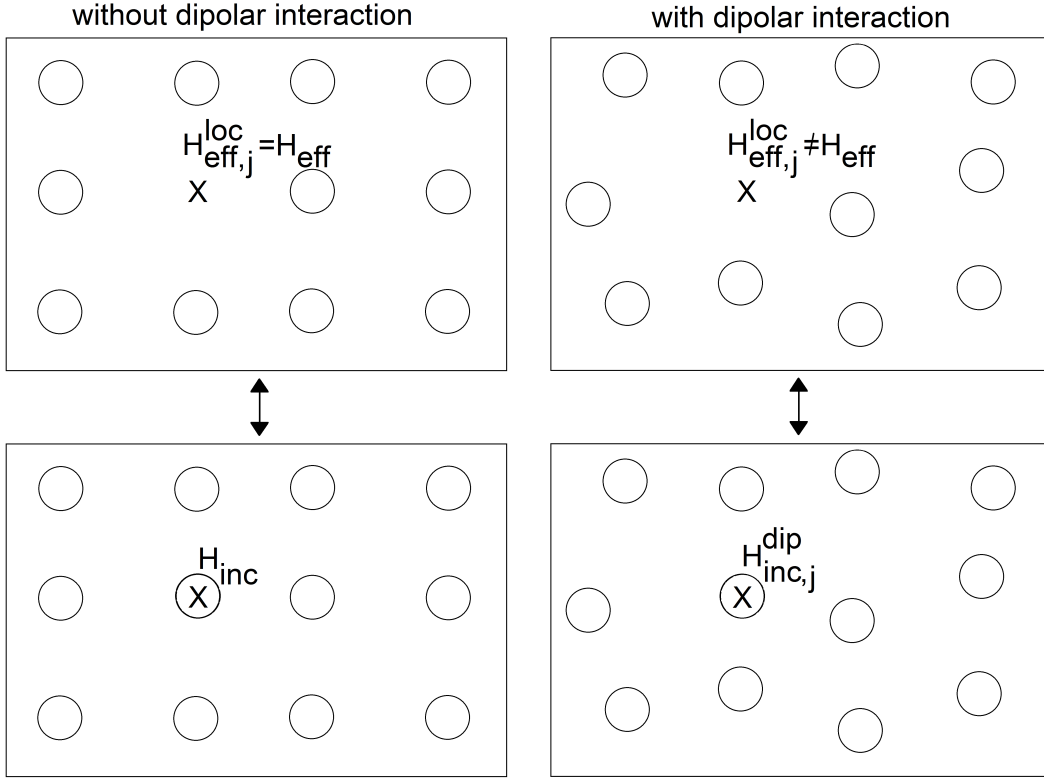 without dipolar interaction
with dipolar interaction
H^loc_eff,j=H_eff
X
H^loc_eff,j≠H_eff
X
H_inc
X
H^dip_inc,j
X